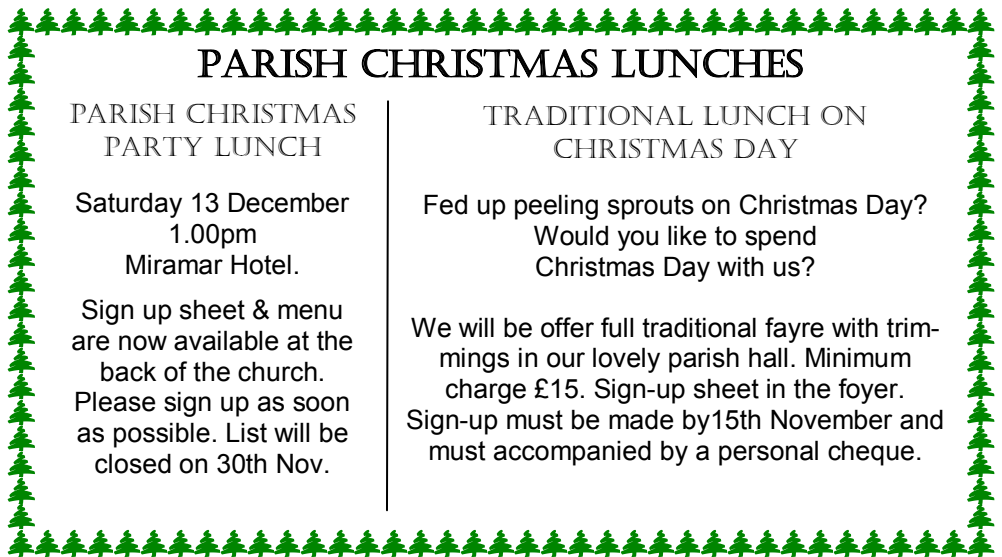 PARISH CHRISTMAS LUNCHES
PARISH CHRISTMAS
PARTY LUNCH
Saturday 13 December
1.00pm
Miramar Hotel.
Sign up sheet & menu
are now available at the
back of the church.
Please sign up as soon
as possible. List will be
closed on 30th Nov.
TRADITIONAL LUNCH ON
CHRISTMAS DAY
Fed up peeling sprouts on Christmas Day?
Would you like to spend
Christmas Day with us?
We will be offer full traditional fayre with trim-
mings in our lovely parish hall. Minimum
charge £15. Sign-up sheet in the foyer.
Sign-up must be made by15th November and
must accompanied by a personal cheque.